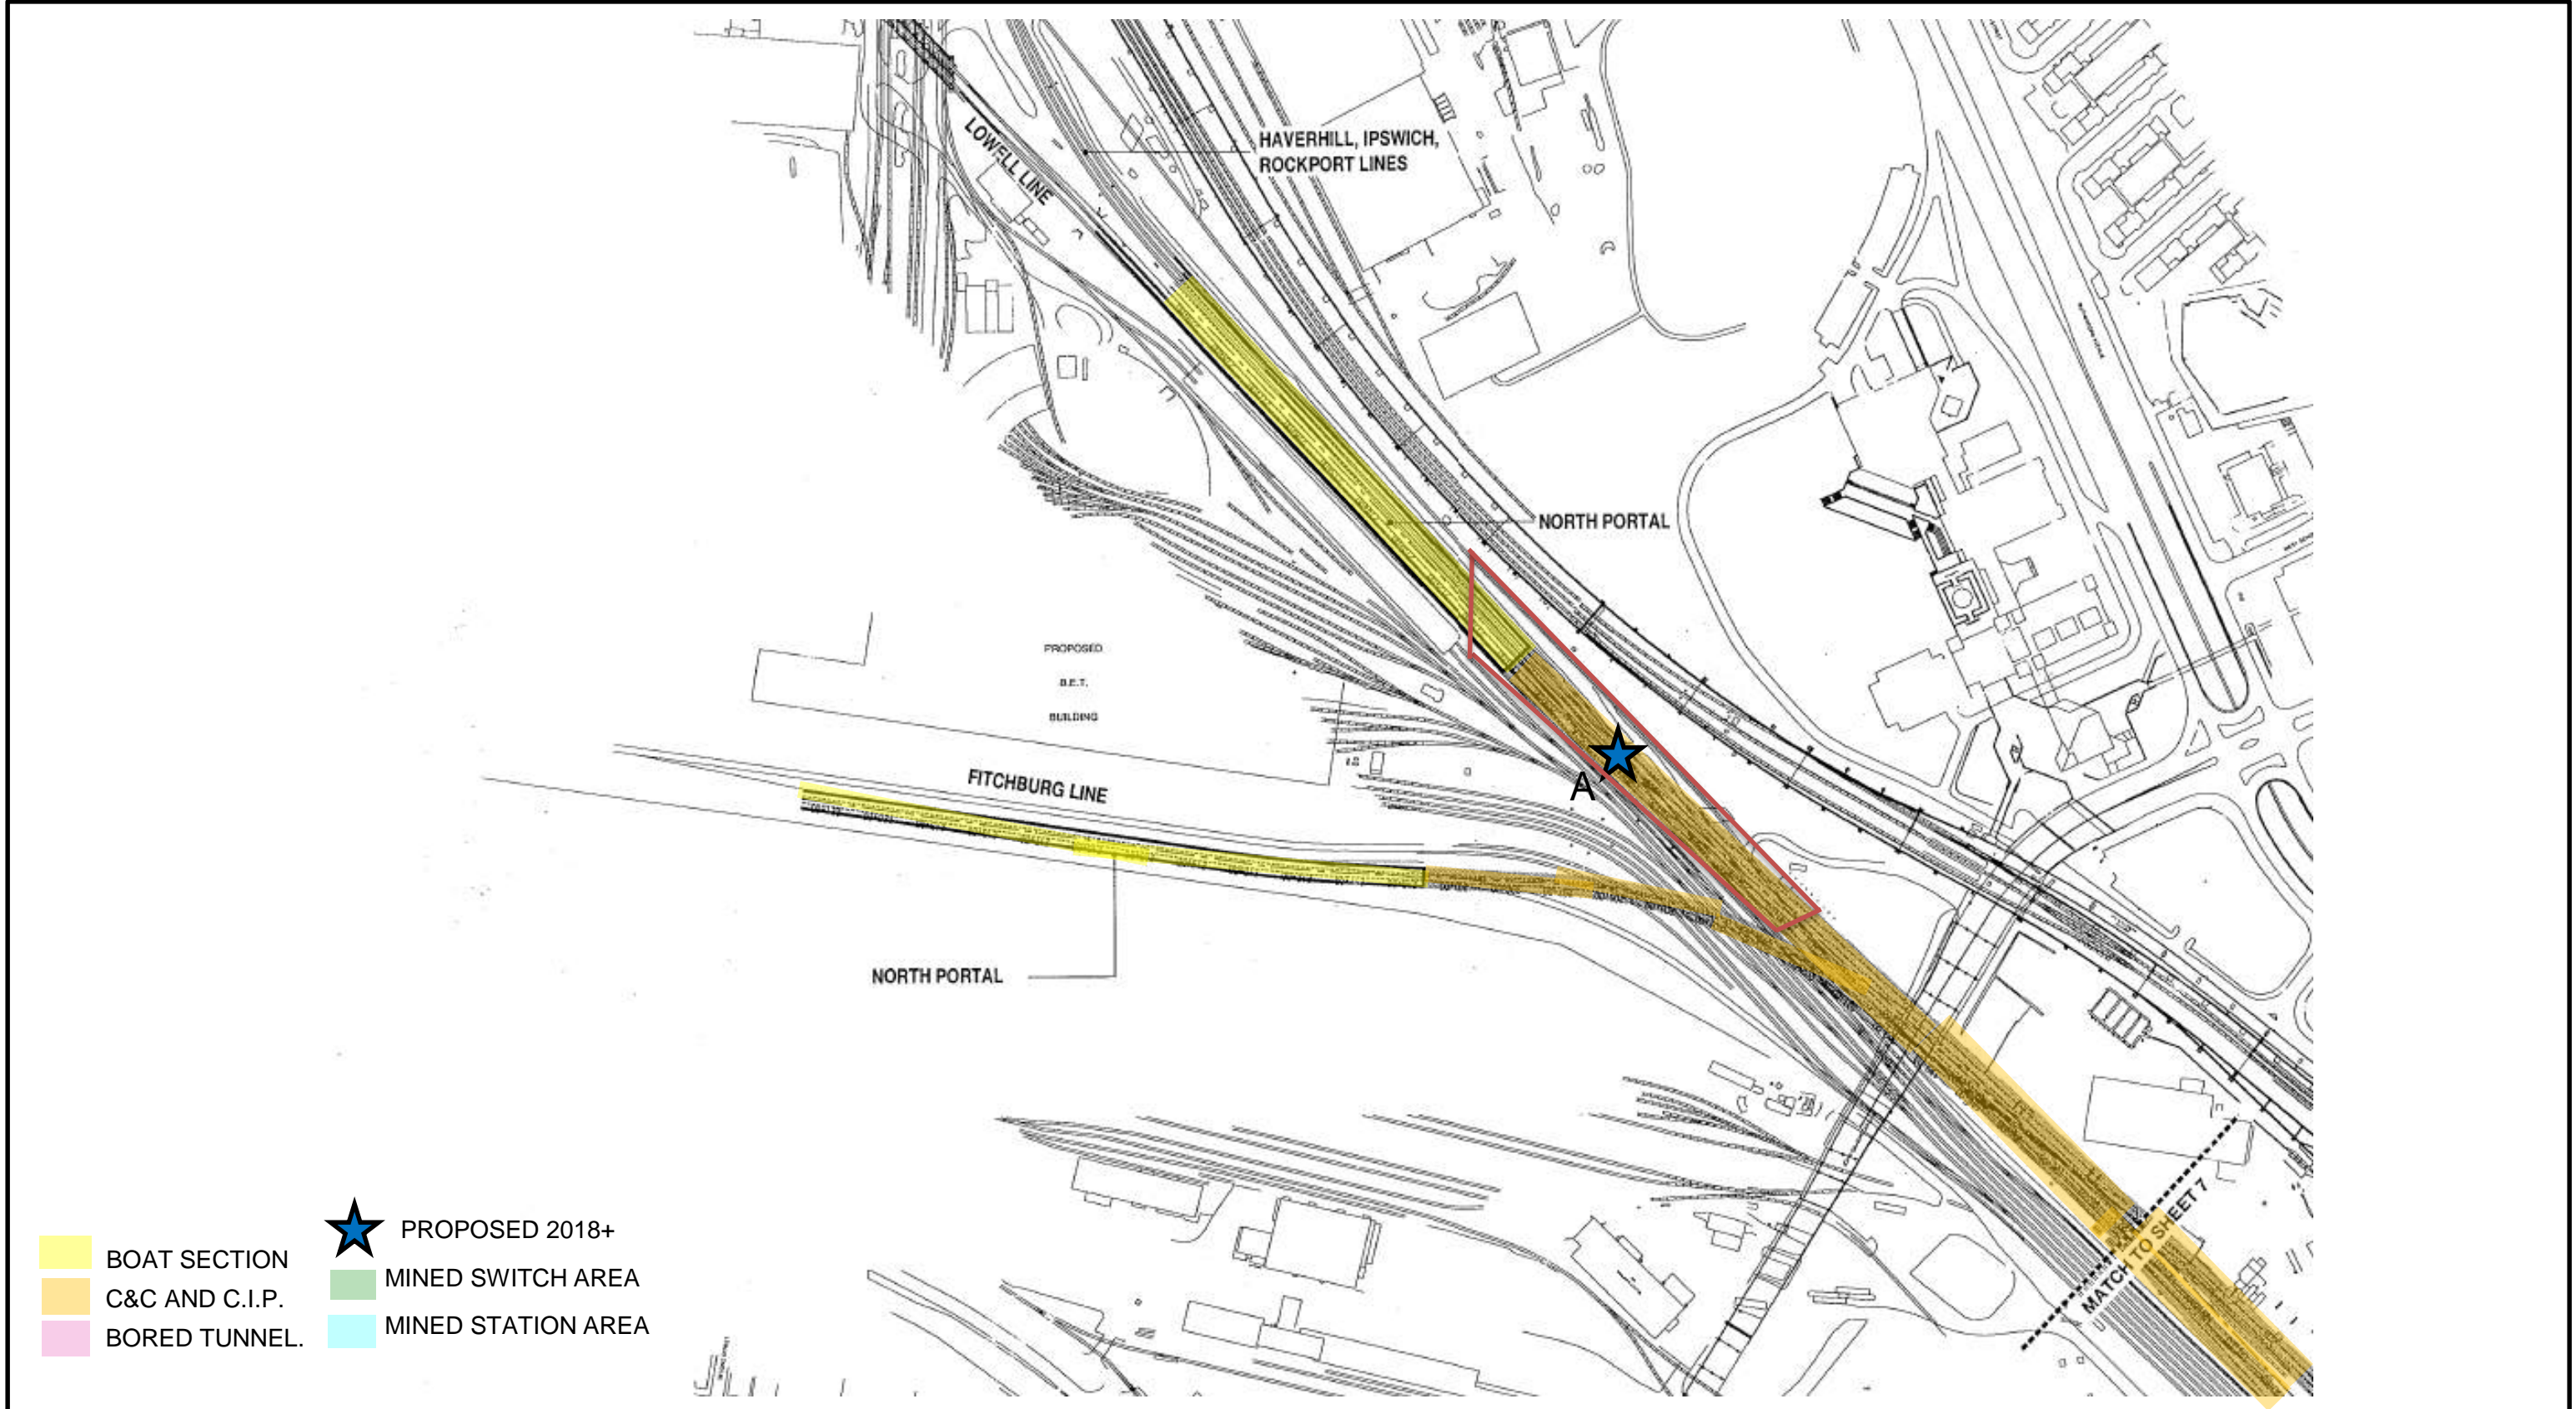 LOWELL LINE
HAVERHILL, IPSWICH,
ROCKPORT LINES
NORTH PORTAL
PROPOSED
B.E.T.
BUILDING
FITCHBURG LINE
A
NORTH PORTAL
MATCH TO SHEET 7
BOAT SECTION
C&C AND C.I.P.
BORED TUNNEL.
PROPOSED 2018+
MINED SWITCH AREA
MINED STATION AREA